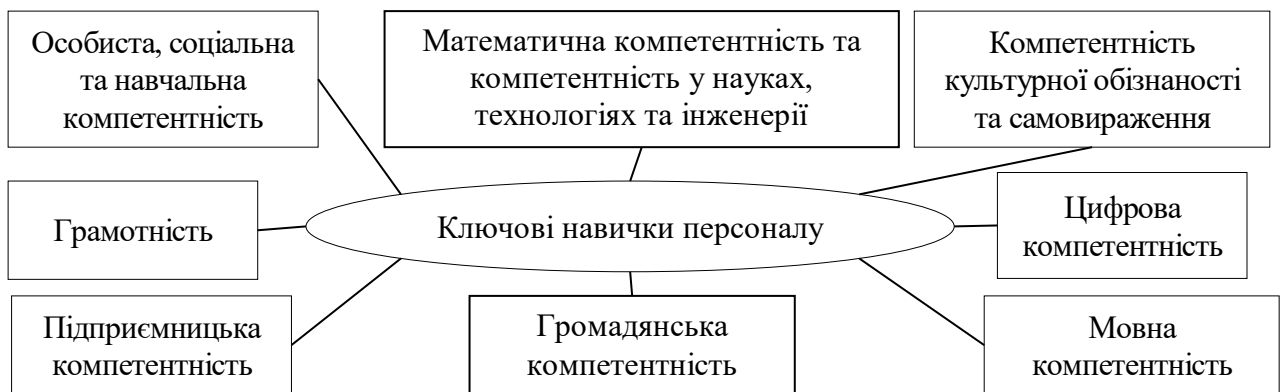 Особиста, соціальна
та навчальна
компетентність
Математична компетентність та
компетентність у науках,
технологіях та інженерії
Компетентність
культурної обізнаності
та самовираження
Грамотність
Ключові навички персоналу
Цифрова
компетентність
Підприємницька
компетентність
Громадянська
компетентність
Мовна
компетентність